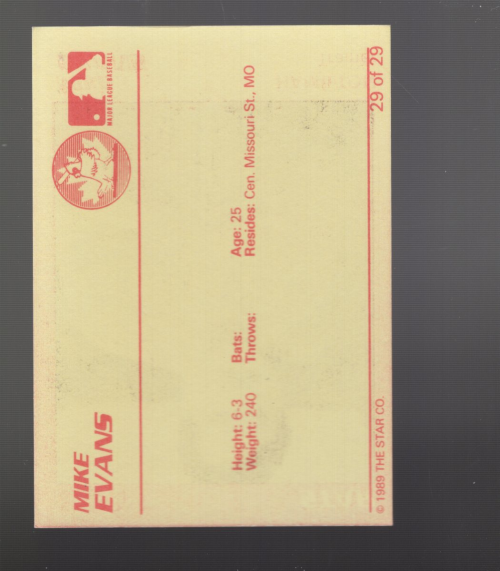 MIKE
EVANS
MAJOR LEAGUE BASEBALL
Height: 6-3 Bats: Age: 25
Weight: 240 Throws: Resides: Cen. Missouri St., MO
© 1989 THE STAR CO. 29 of 29